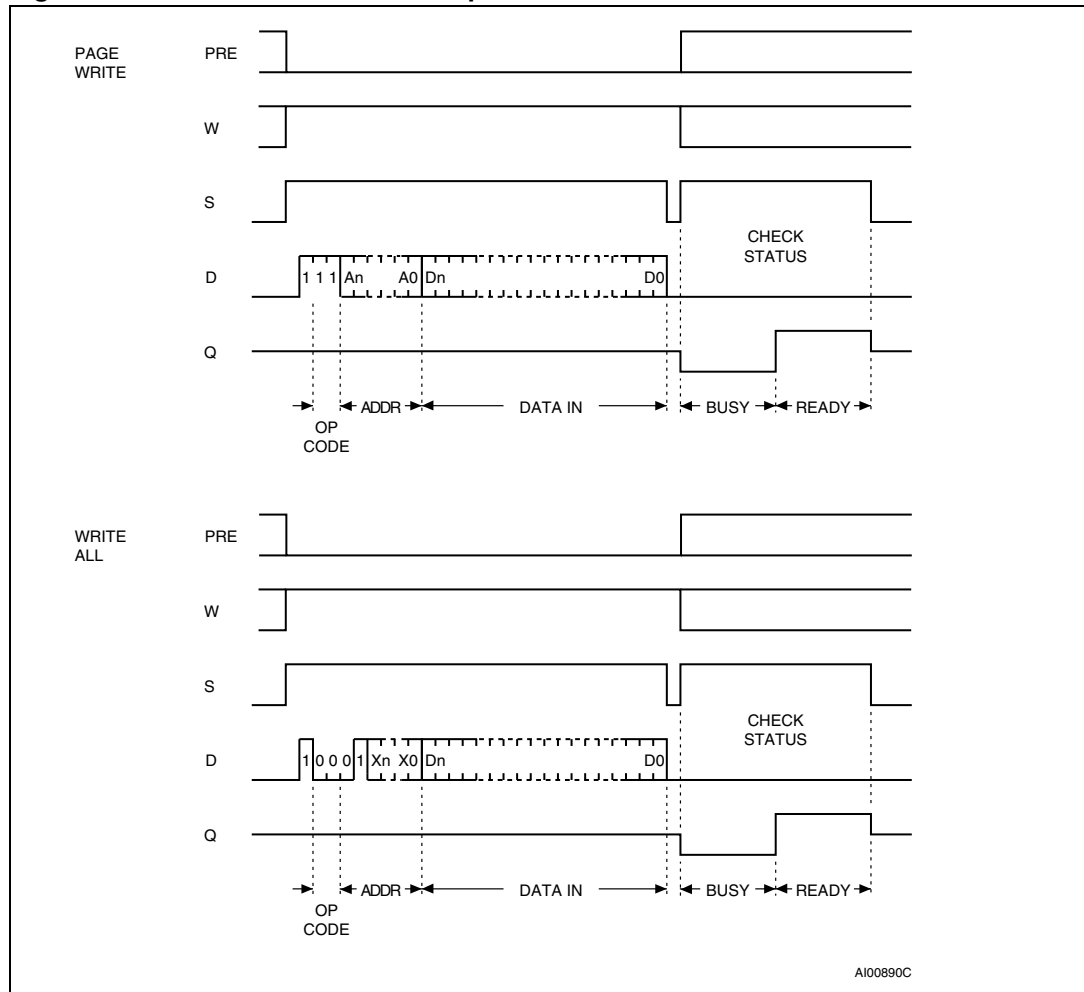 PAGE
WRITE
PRE
W
S
CHECK
STATUS
D
1 1 1 An A0 Dn D0
Q
ADDR DATA IN BUSY READY
OP
CODE
WRITE
ALL
PRE
W
S
CHECK
STATUS
D
1 0 0 0 1 Xn X0 Dn D0
Q
ADDR DATA IN BUSY READY
OP
CODE
AI00890C